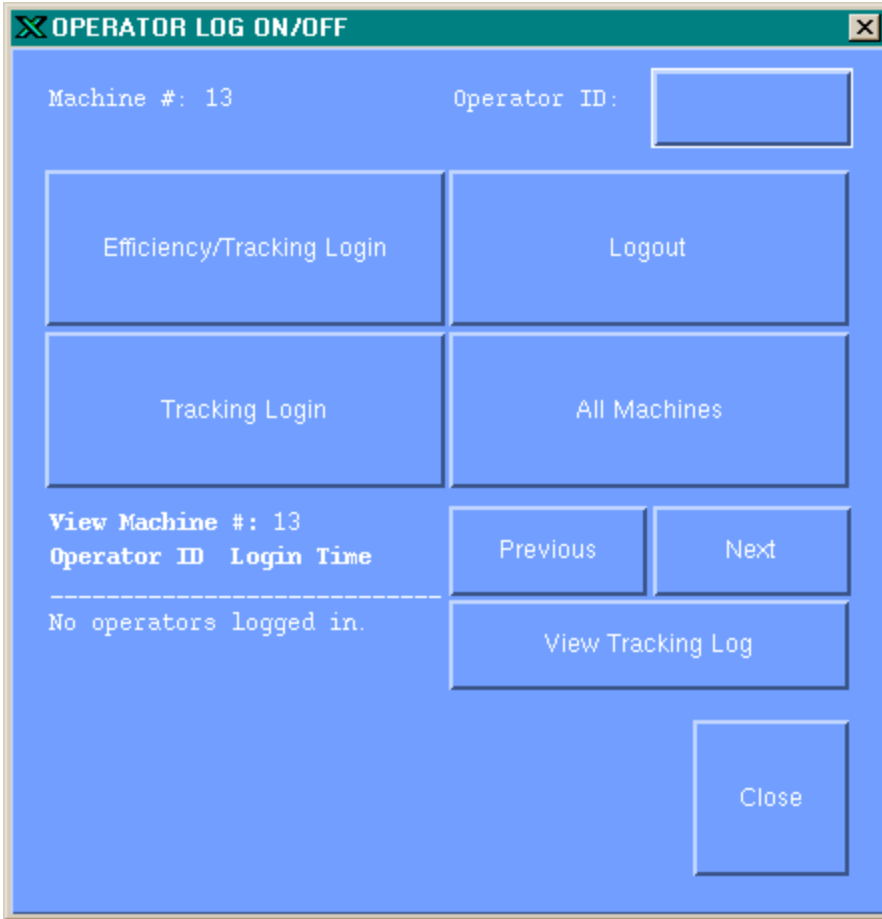 OPERATOR LOG ON/OFF
Machine #: 13 Operator ID:
Efficiency/Tracking Login Logout
Tracking Login All Machines
View Machine #: 13
Operator ID Login Time
Previous Next
No operators logged in.
View Tracking Log
Close